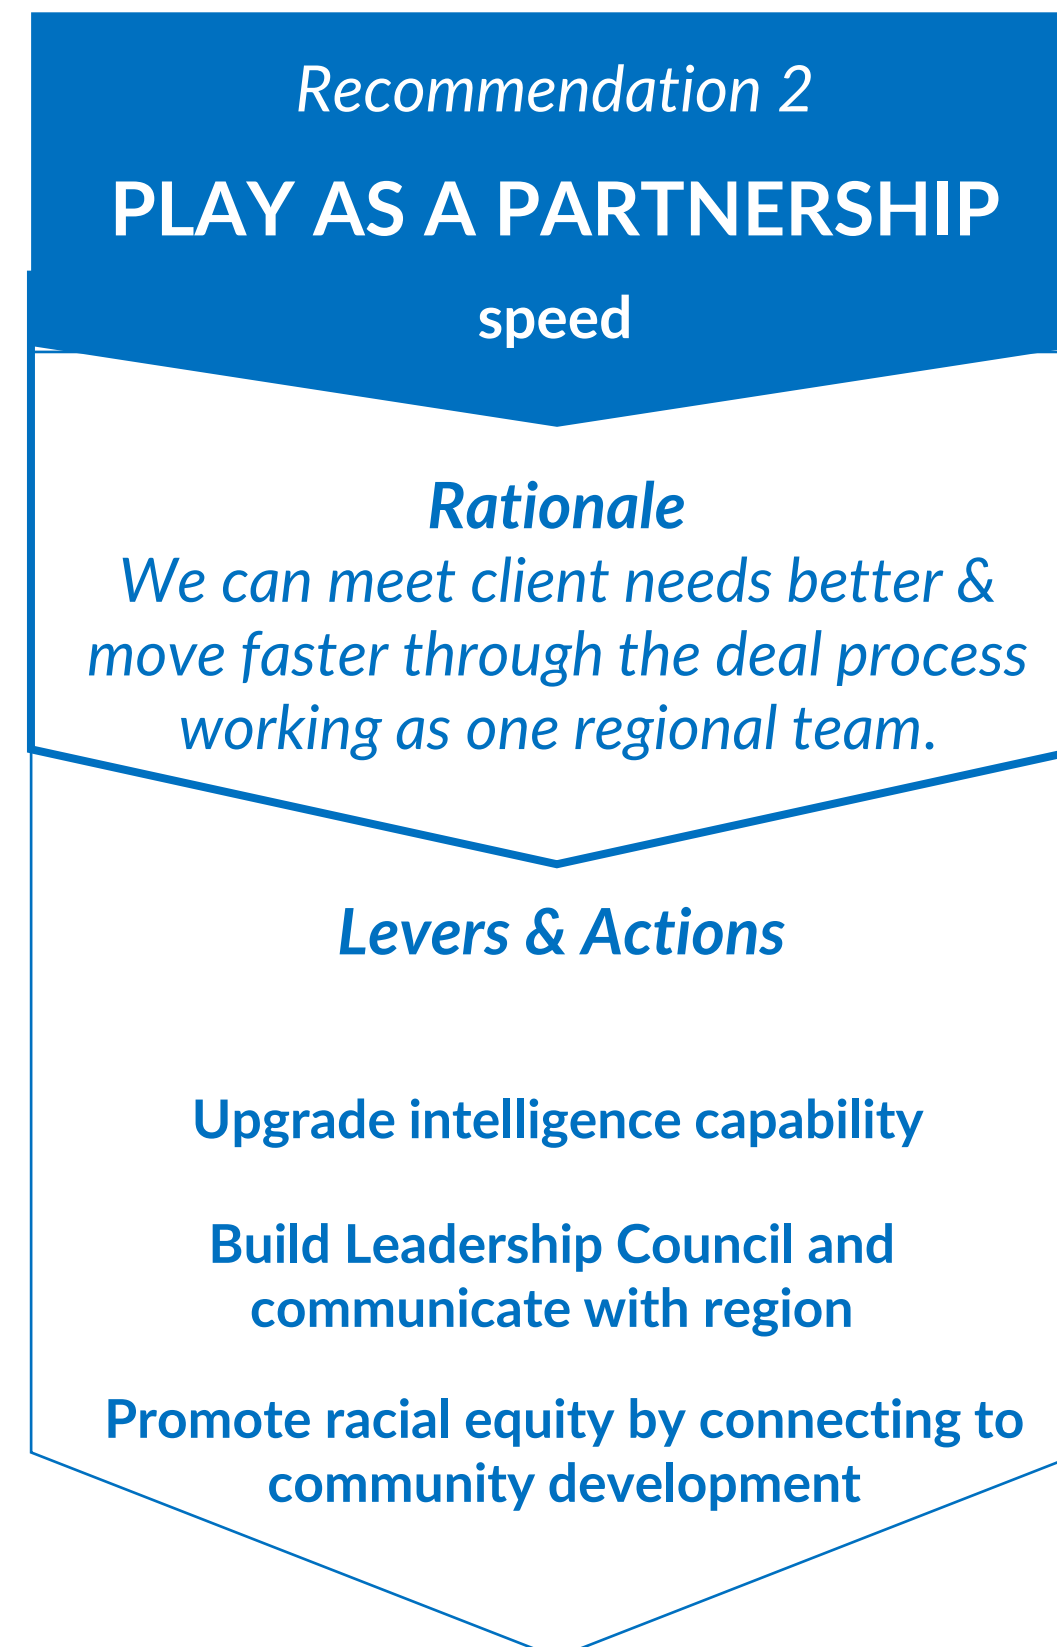 Recommendation 2
PLAY AS A PARTNERSHIP
speed
Rationale
We can meet client needs better &
move faster through the deal process
working as one regional team.
Levers & Actions
Upgrade intelligence capability
Build Leadership Council and
communicate with region
Promote racial equity by connecting to
community development